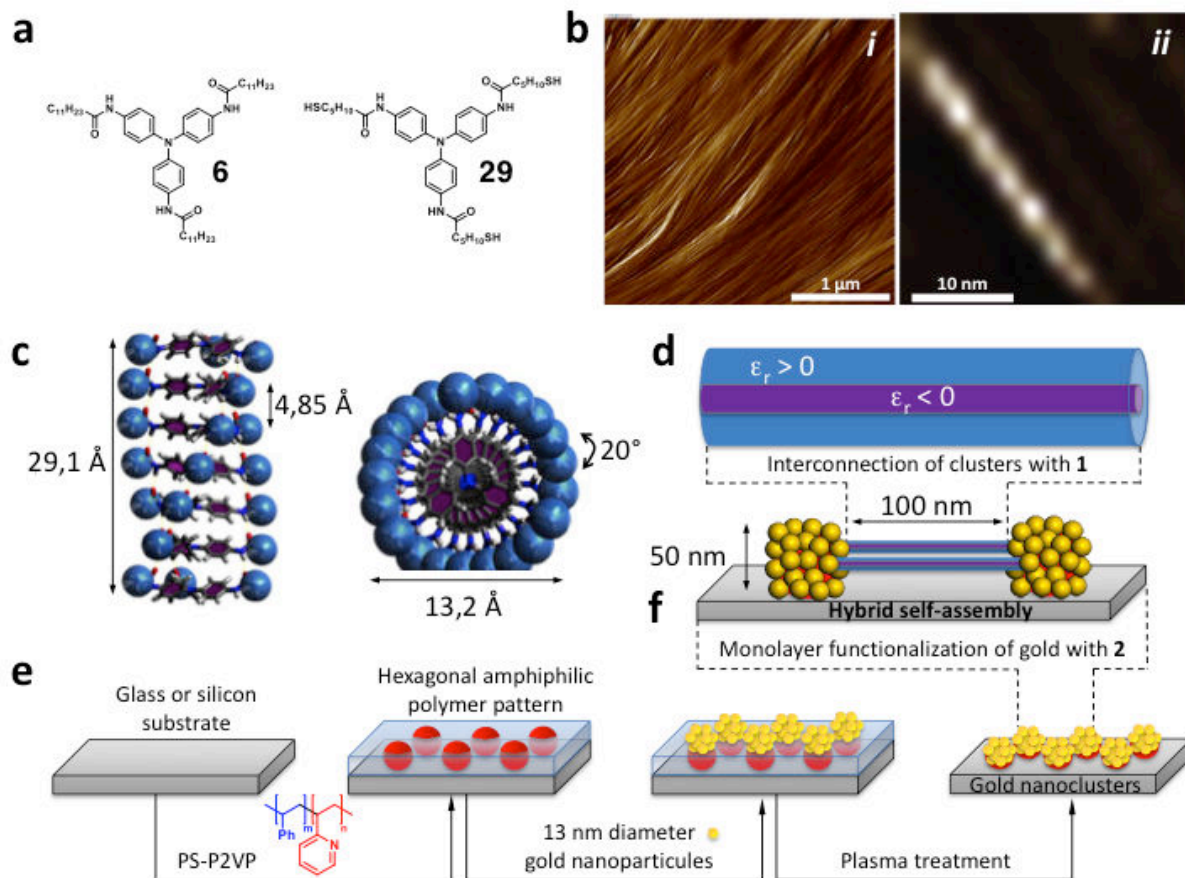 a
C₁₁H₂₃
O
NH
C₁₁H₂₃
H
N
O
N
6
NH
O
C₁₁H₂₃
O
C₅H₁₀SH
NH
HSC₅H₁₀
H
N
O
N
29
NH
O
C₅H₁₀SH
b
i
1 µm
ii
10 nm
c
29,1 Å
4,85 Å
20°
13,2 Å
d
εr > 0
εr < 0
Interconnection of clusters with 1
100 nm
50 nm
Hybrid self-assembly
f
Monolayer functionalization of gold with 2
e
Glass or silicon
substrate
Hexagonal amphiphilic
polymer pattern
Gold nanoclusters
PS-P2VP
Ph
m
n
N
13 nm diameter
gold nanoparticules
Plasma treatment